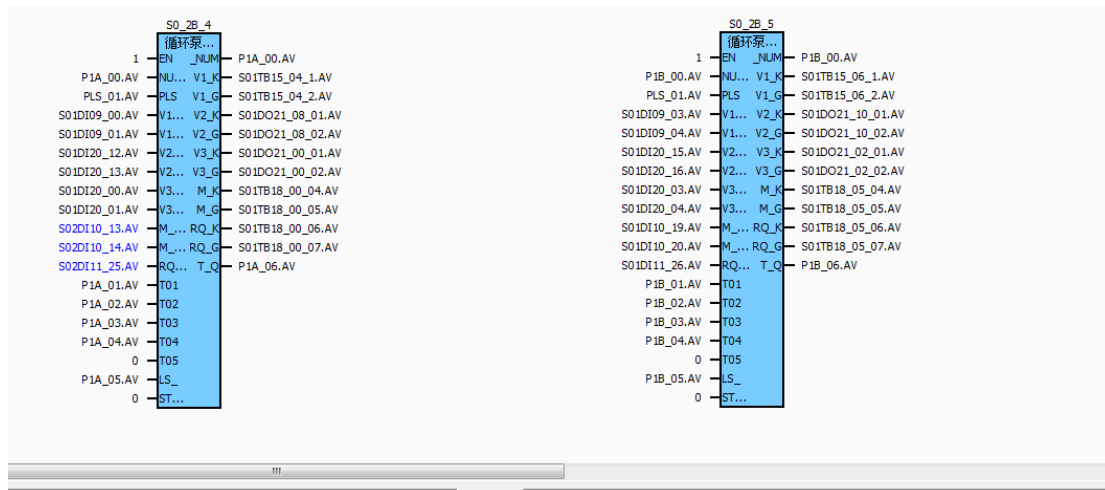 S0_2B_4
循环泵...
1 EN _NUM P1A_00.AV
P1A_00.AV NU... V1_K S01TB15_04_1.AV
PLS_01.AV PLS V1_G S01TB15_04_2.AV
S01DI09_00.AV V1... V2_K S01DO21_08_01.AV
S01DI09_01.AV V1... V2_G S01DO21_08_02.AV
S01DI20_12.AV V2... V3_K S01DO21_00_01.AV
S01DI20_13.AV V2... V3_G S01DO21_00_02.AV
S01DI20_00.AV V3... M_K S01TB18_00_04.AV
S01DI20_01.AV V3... M_G S01TB18_00_05.AV
S02DI10_13.AV M_... RQ_K S01TB18_00_06.AV
S02DI10_14.AV M_... RQ_G S01TB18_00_07.AV
S02DI11_25.AV RQ... T_Q P1A_06.AV
P1A_01.AV T01
P1A_02.AV T02
P1A_03.AV T03
P1A_04.AV T04
0 T05
P1A_05.AV LS_
0 ST...
S0_2B_5
循环泵...
1 EN _NUM P1B_00.AV
P1B_00.AV NU... V1_K S01TB15_06_1.AV
PLS_01.AV PLS V1_G S01TB15_06_2.AV
S01DI09_03.AV V1... V2_K S01DO21_10_01.AV
S01DI09_04.AV V1... V2_G S01DO21_10_02.AV
S01DI20_15.AV V2... V3_K S01DO21_02_01.AV
S01DI20_16.AV V2... V3_G S01DO21_02_02.AV
S01DI20_03.AV V3... M_K S01TB18_05_04.AV
S01DI20_04.AV V3... M_G S01TB18_05_05.AV
S01DI10_19.AV M_... RQ_K S01TB18_05_06.AV
S01DI10_20.AV M_... RQ_G S01TB18_05_07.AV
S01DI11_26.AV RQ... T_Q P1B_06.AV
P1B_01.AV T01
P1B_02.AV T02
P1B_03.AV T03
P1B_04.AV T04
0 T05
P1B_05.AV LS_
0 ST...